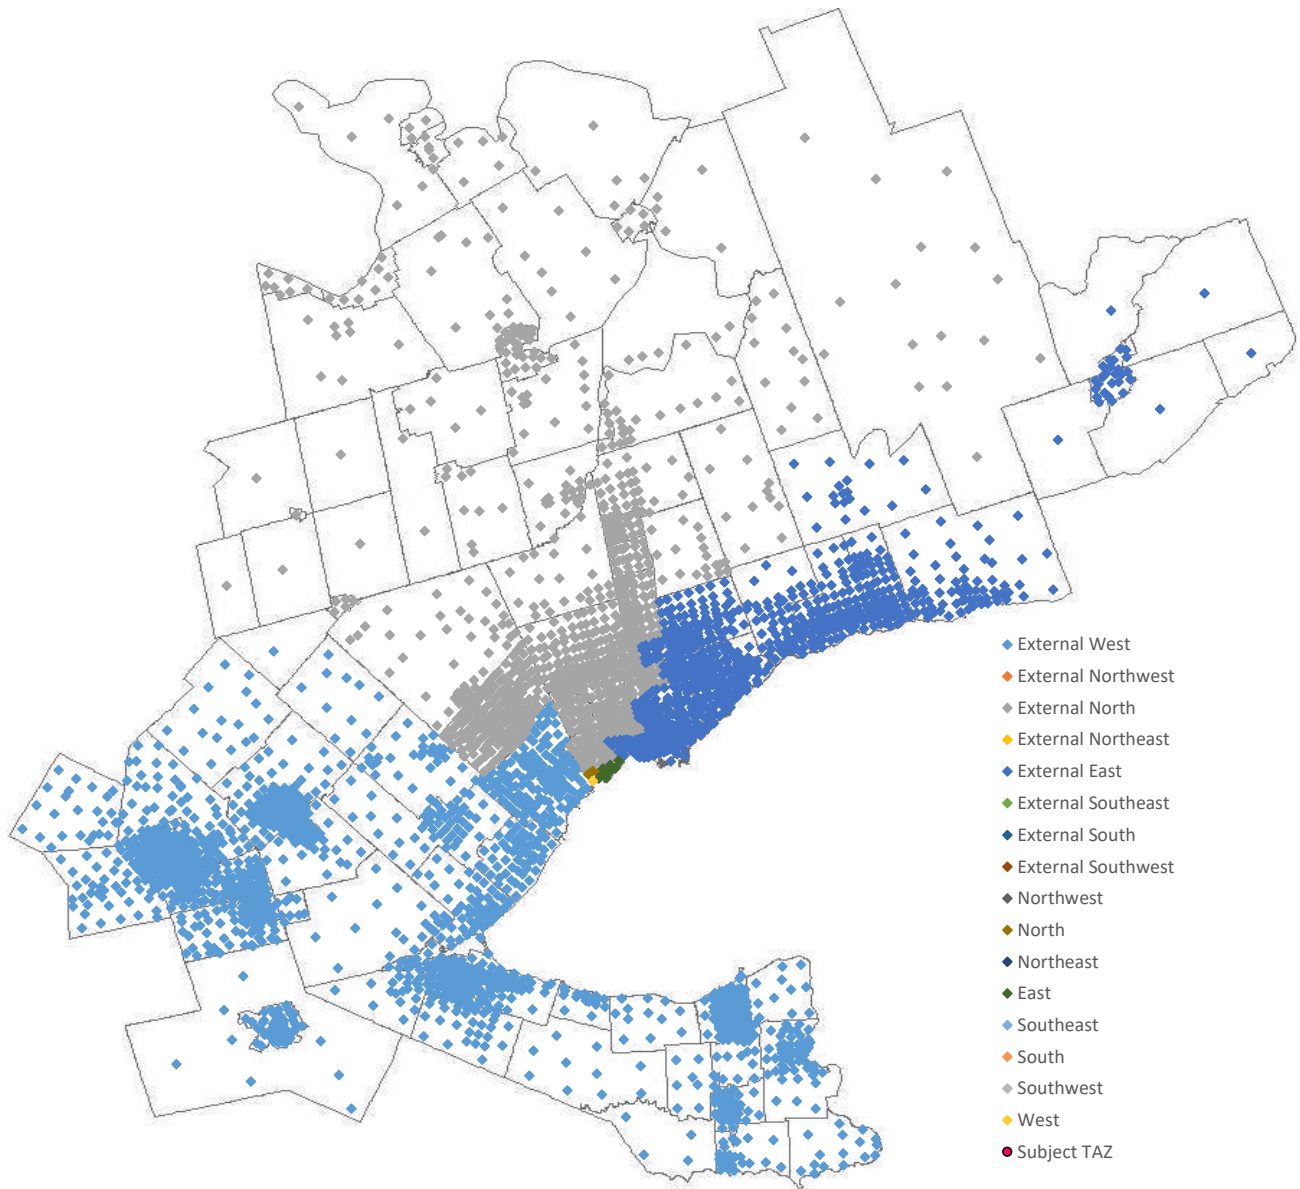 External West
External Northwest
External North
External Northeast
External East
External Southeast
External South
External Southwest
Northwest
North
Northeast
East
Southeast
South
Southwest
West
Subject TAZ